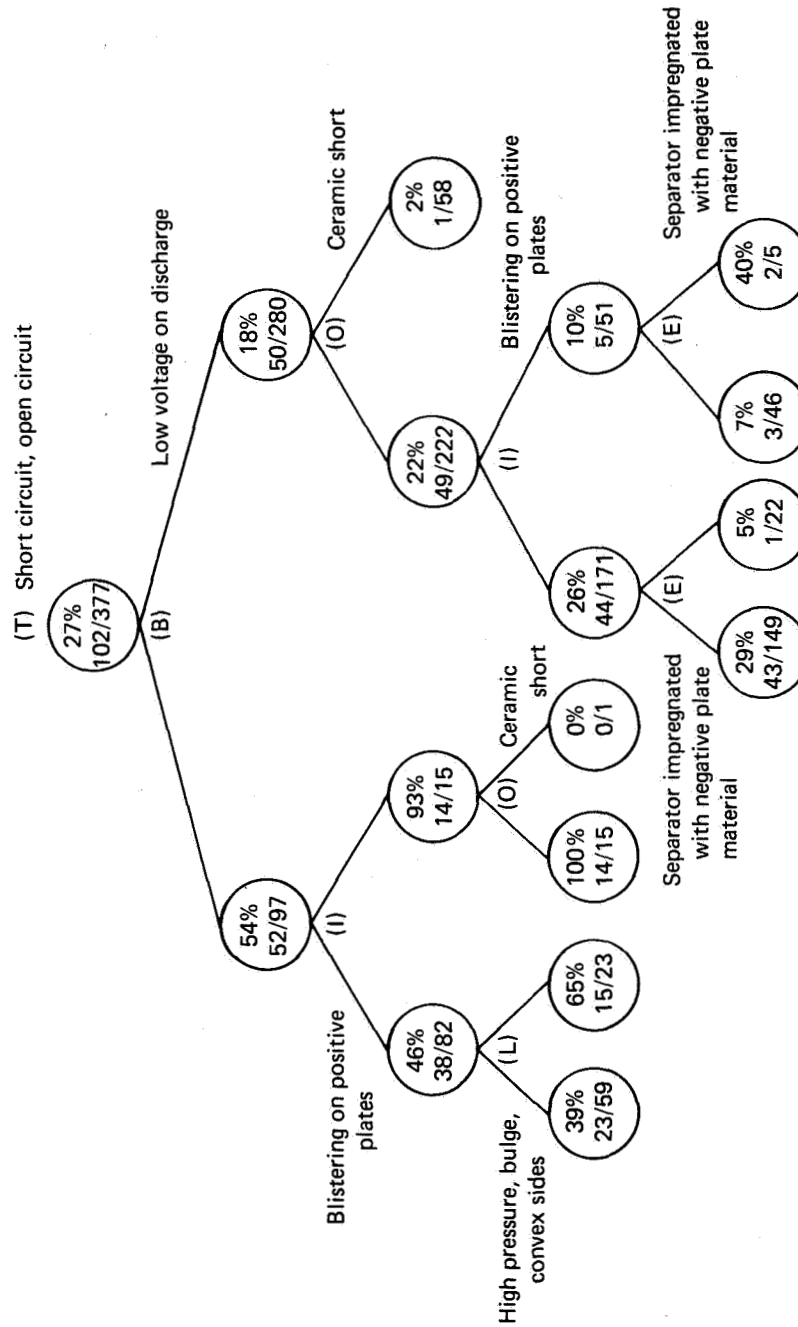 (T) Short circuit, open circuit
27%
102/377
(B)
Low voltage on discharge
54%
52/97
(I)
18%
50/280
(O)
Blistering on positive
plates
Ceramic short
46%
38/82
(L)
93%
14/15
(O)
22%
49/222
(I)
2%
1/58
High pressure, bulge,
convex sides
Ceramic
short
Blistering on positive
plates
39%
23/59
65%
15/23
100%
14/15
0%
0/1
26%
44/171
(E)
10%
5/51
(E)
Separator impregnated
with negative plate
material
Separator impregnated
with negative plate
material
29%
43/149
5%
1/22
7%
3/46
40%
2/5